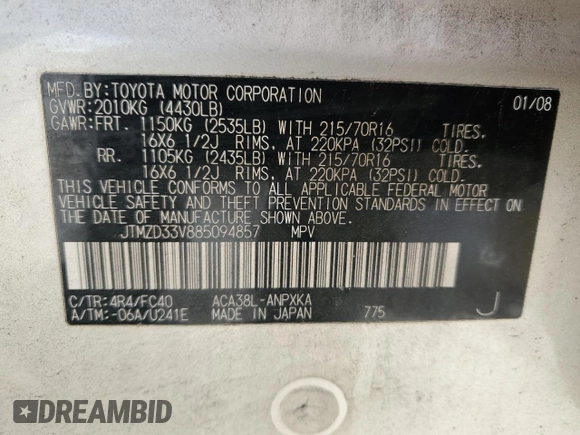 MFD.BY:TOYOTA MOTOR CORPORATION 01/08
GVWR:2010KG (4430LB)
GAWR:FRT. 1150KG (2535LB) WITH 215/70R16 TIRES.
16X6 1/2J RIMS, AT 220KPA (32PSI) COLD.
RR. 1105KG (2435LB) WITH 215/70R16 TIRES.
16X6 1/2J RIMS, AT 220KPA (32PSI) COLD.
THIS VEHICLE CONFORMS TO ALL APPLICABLE FEDERAL MOTOR
VEHICLE SAFETY AND THEFT PREVENTION STANDARDS IN EFFECT
ON THE DATE OF MANUFACTURE SHOWN ABOVE.
JTMZD33V885094857 MPV
C/TR:4R4/FC40 ACA38L-ANPXKA J
A/TM:-06A/U241E MADE IN JAPAN 775
DREAMBID